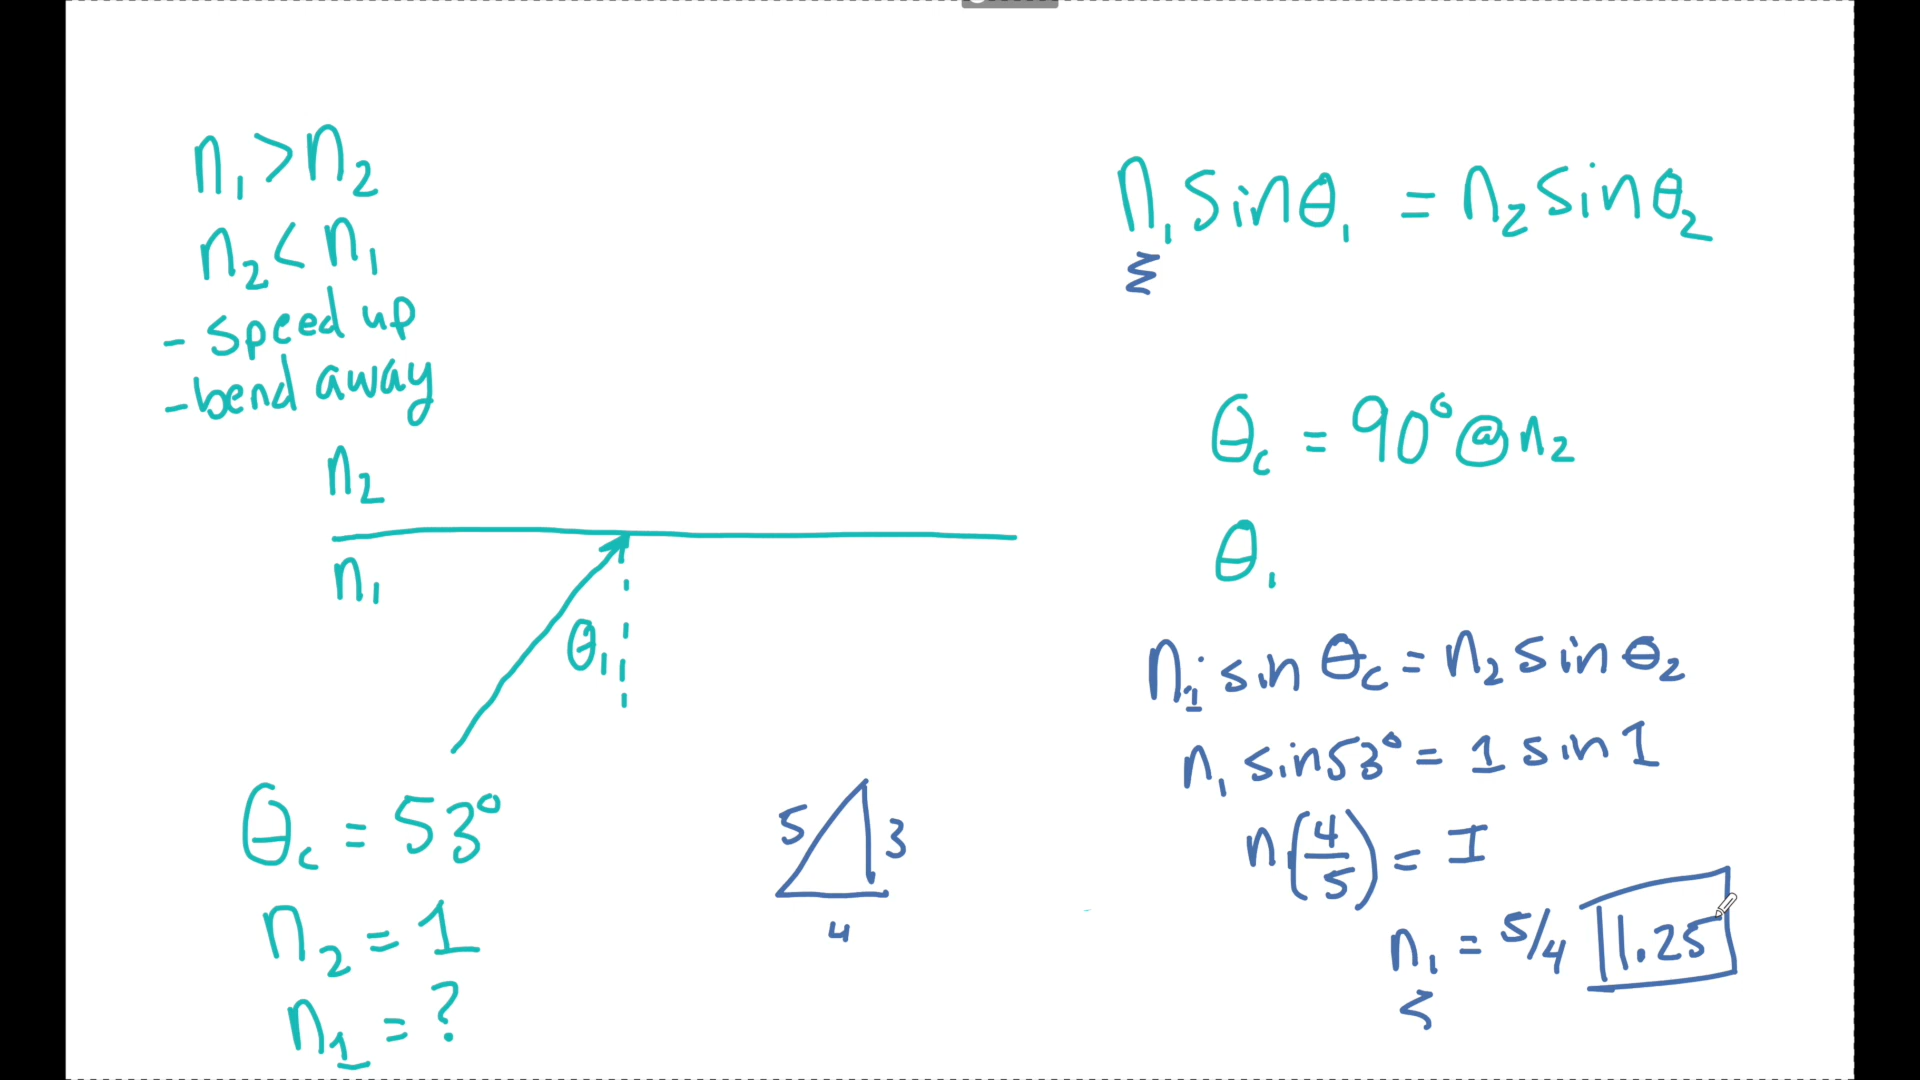 n₁ > n₂
n₂ < n₁
- speed up
- bend away
n₂
n₁
θ₁
θc = 53°
n₂ = 1
n₁ = ?
5
3
4
n₁ sinθ₁ = n₂ sinθ₂
θc = 90° @ n₂
θ₁
n₁ sin θc = n₂ sin θ₂
n₁ sin53° = 1 sin 1
n(4/5) = 1
n₁ = 5/4 1.25